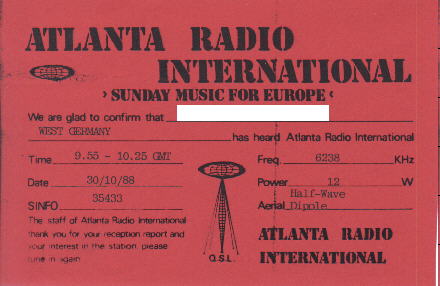 ATLANTA RADIO
INTERNATIONAL
› SUNDAY MUSIC FOR EUROPE ‹
We are glad to confirm that
WEST GERMANY has heard Atlanta Radio International
Time 9.55 - 10.25 GMT
Freq. 6238 KHz
Date 30/10/88
Power 12 W
SINFO 35433
Aerial Half-Wave Dipole
The staff of Atlanta Radio International
thank you for your reception report and
your interest in the station, please
tune in again.
Q.S.L.
ATLANTA RADIO
INTERNATIONAL